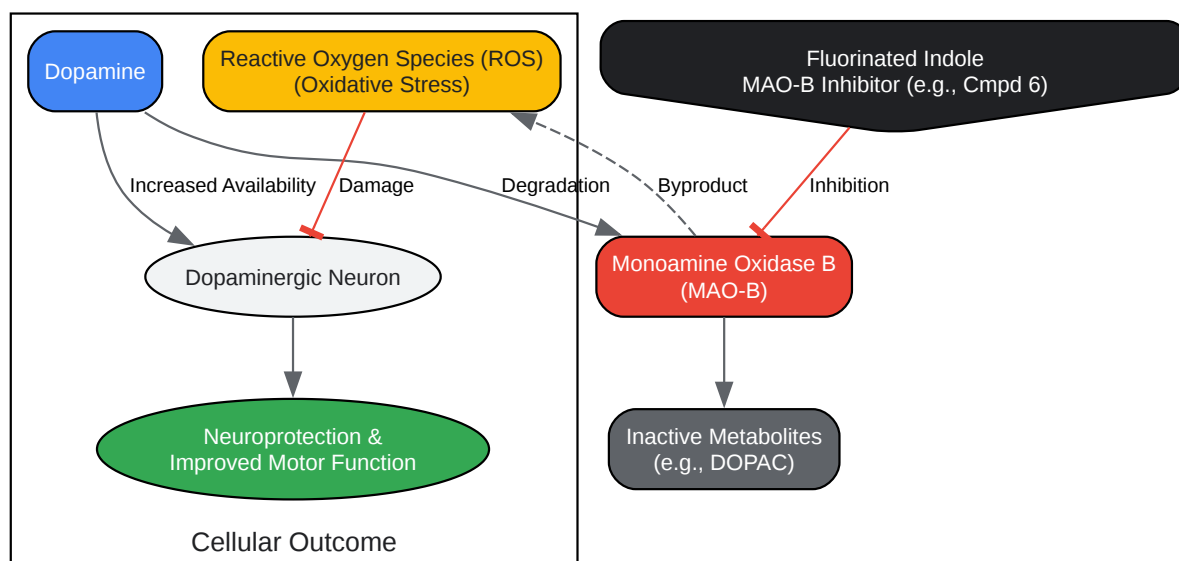 Dopamine
Reactive Oxygen Species (ROS)
(Oxidative Stress)
Fluorinated Indole
MAO-B Inhibitor (e.g., Cmpd 6)
Increased Availability
Damage
Degradation
Byproduct
Inhibition
Dopaminergic Neuron
Monoamine Oxidase B
(MAO-B)
Neuroprotection &
Improved Motor Function
Inactive Metabolites
(e.g., DOPAC)
Cellular Outcome